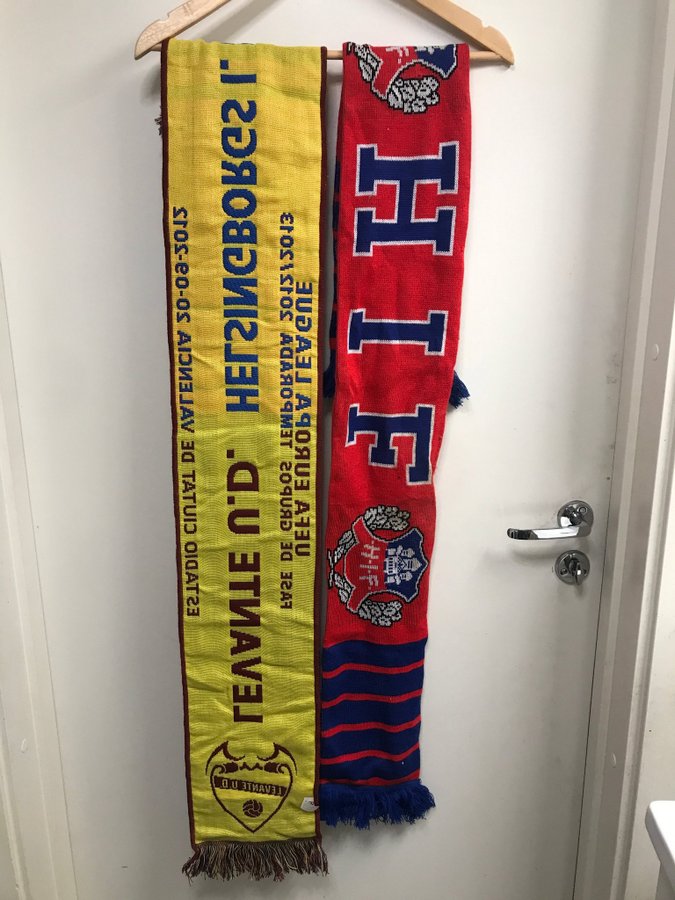 ESTADIO CIUTAT DE VALENCIA 20-09-2012
LEVANTE U.D. HELSINGBORGS I.
FASE DE GRUPOS TEMPORADA 2012/2013
UEFA EUROPA LEAGUE
LEVANTE U D
HIF
H.I.F.